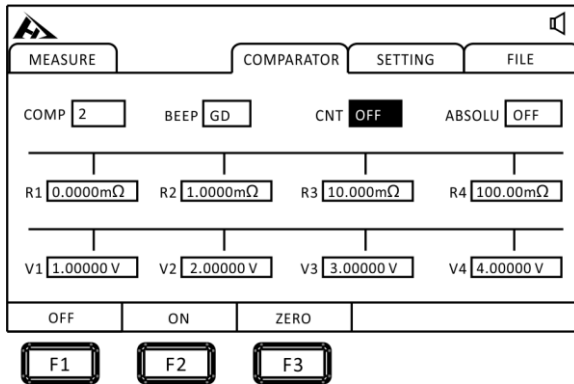 MEASURE COMPARATOR SETTING FILE
COMP 2 BEEP GD CNT OFF ABSOLU OFF
R1 0.0000mΩ R2 1.0000mΩ R3 10.000mΩ R4 100.00mΩ
V1 1.00000 V V2 2.00000 V V3 3.00000 V V4 4.00000 V
OFF ON ZERO
F1 F2 F3